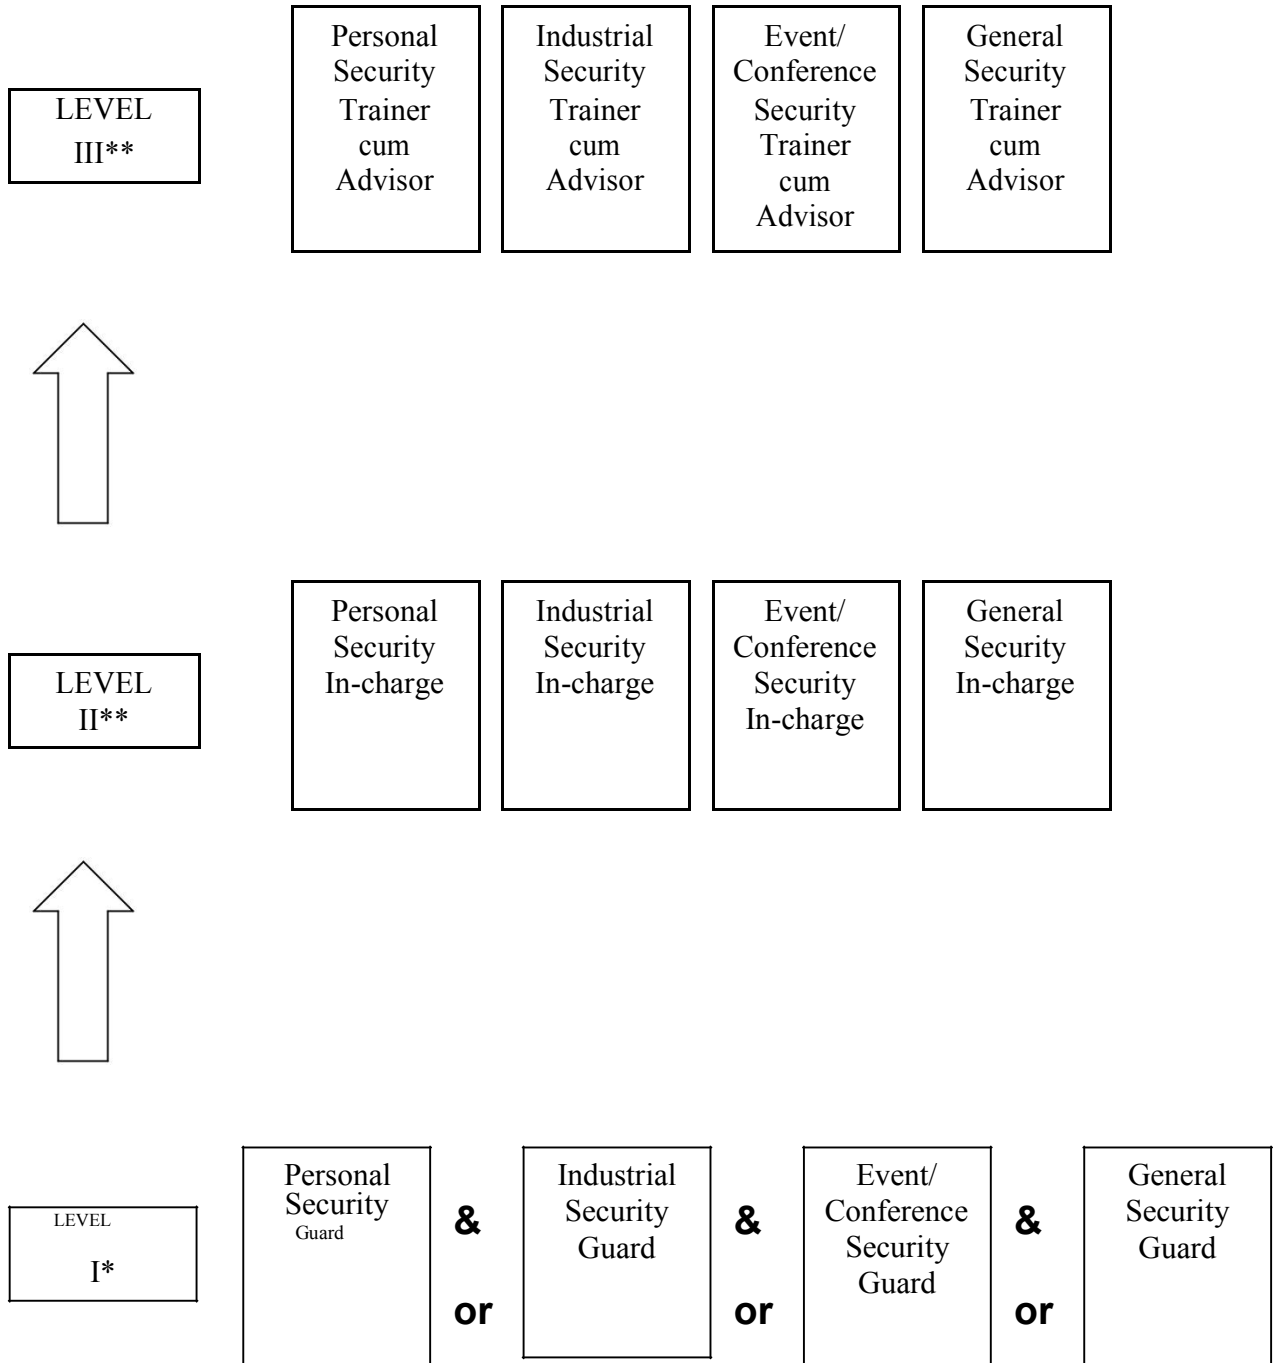 LEVEL
III**
Personal
Security
Trainer
cum
Advisor
Industrial
Security
Trainer
cum
Advisor
Event/
Conference
Security
Trainer
cum
Advisor
General
Security
Trainer
cum
Advisor
LEVEL
II**
Personal
Security
In-charge
Industrial
Security
In-charge
Event/
Conference
Security
In-charge
General
Security
In-charge
LEVEL
I*
Personal
Security
Guard
&
or
Industrial
Security
Guard
&
or
Event/
Conference
Security
Guard
&
or
General
Security
Guard